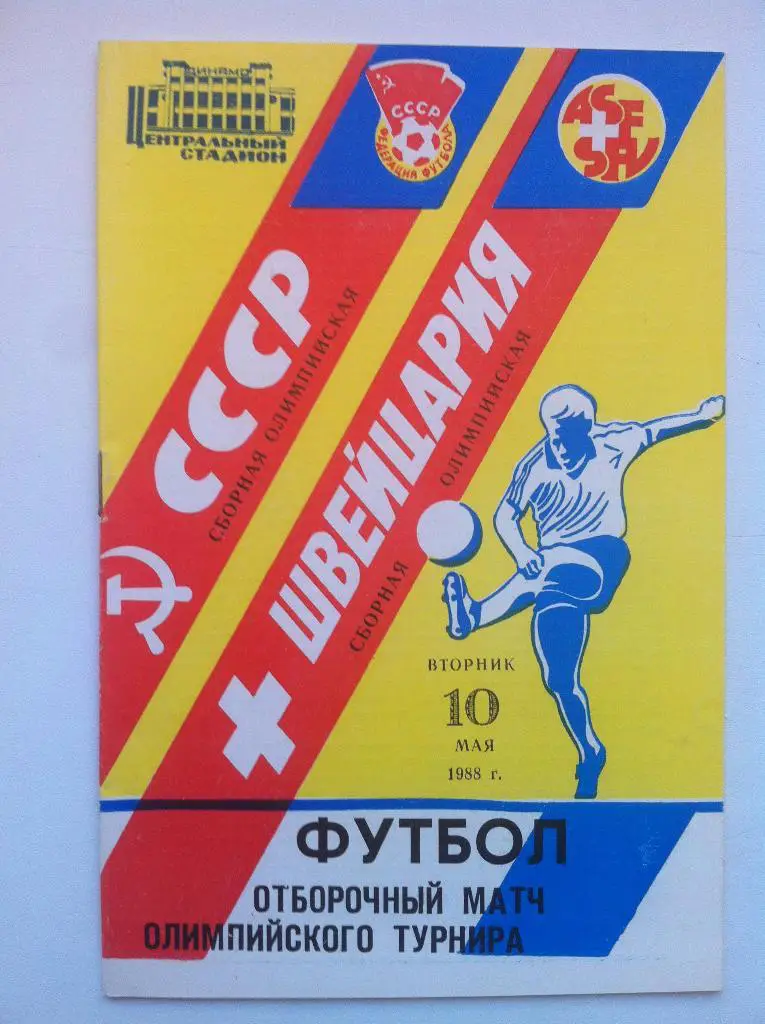 ДИНАМО
ЦЕНТРАЛЬНЫЙ
СТАДИОН
СССР
ФЕДЕРАЦИЯ ФУТБОЛА
ASF
SFV
СССР
СБОРНАЯ ОЛИМПИЙСКАЯ
ШВЕЙЦАРИЯ
СБОРНАЯ ОЛИМПИЙСКАЯ
ВТОРНИК
10
МАЯ
1988 г.
ФУТБОЛ
ОТБОРОЧНЫЙ МАТЧ
ОЛИМПИЙСКОГО ТУРНИРА